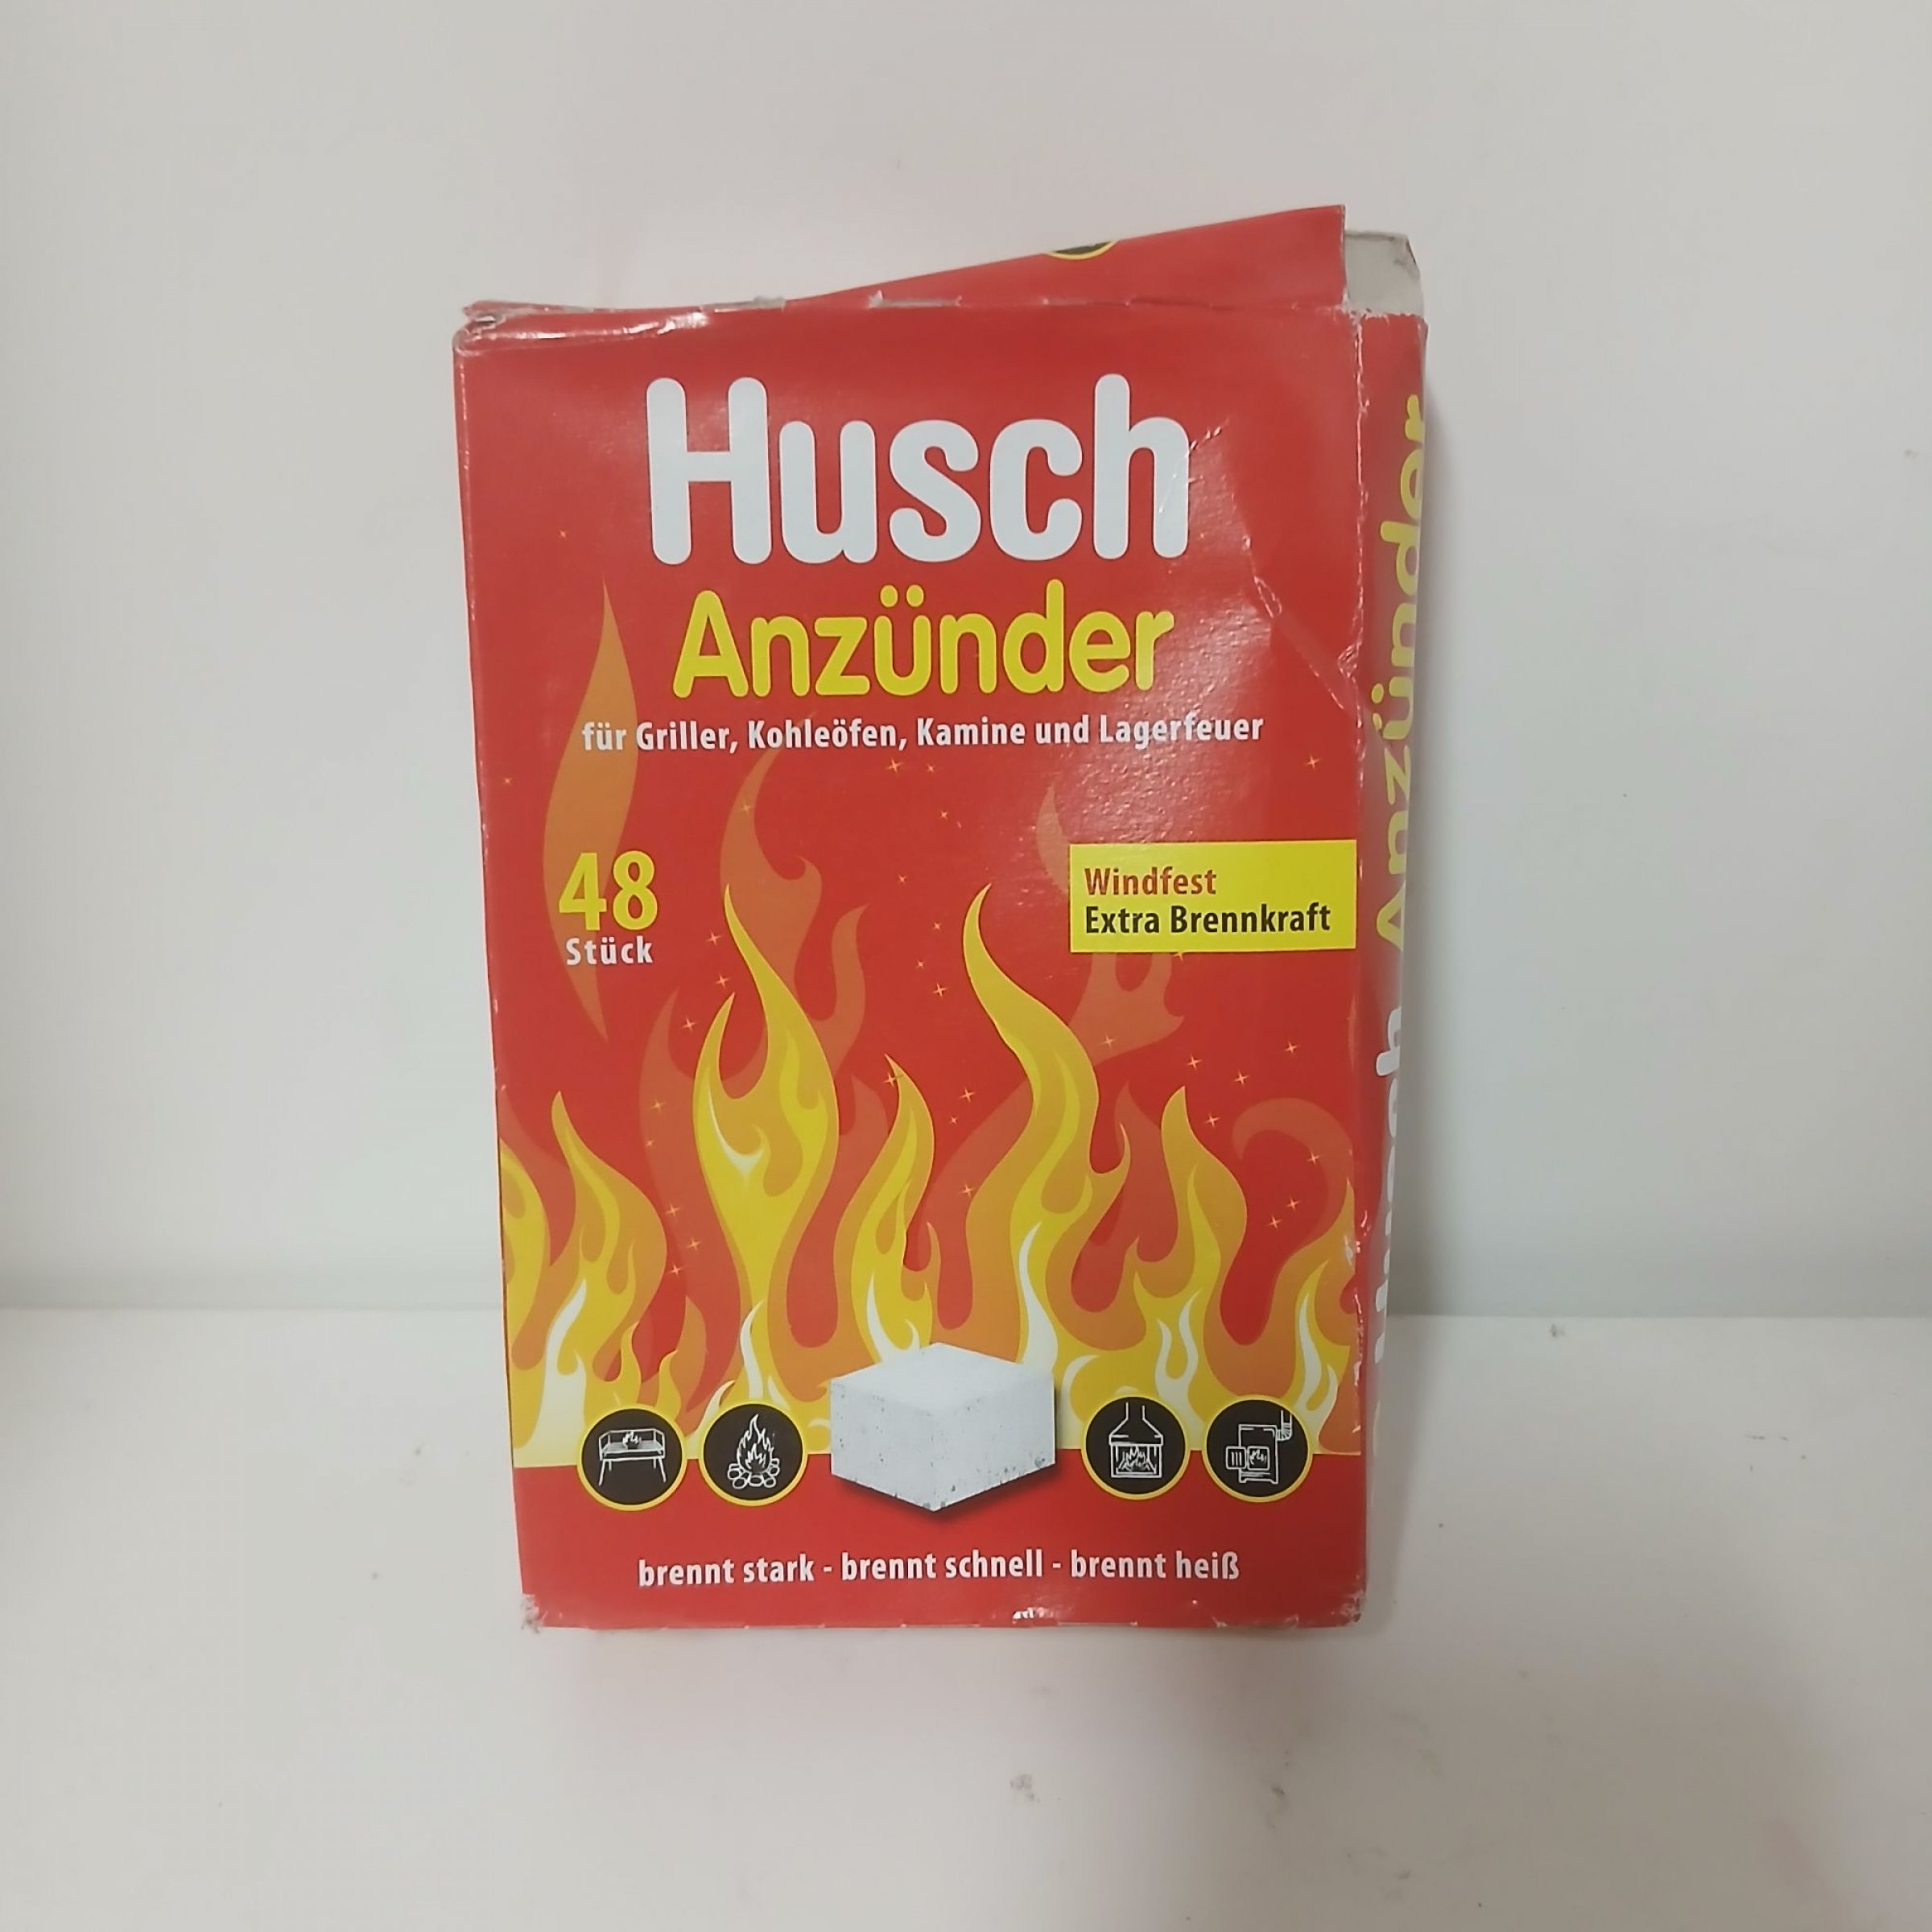 Husch
Anzünder
für Griller, Kohleöfen, Kamine und Lagerfeuer
48
Stück
Windfest
Extra Brennkraft
brennt stark - brennt schnell - brennt heiß
Husch Anzünder